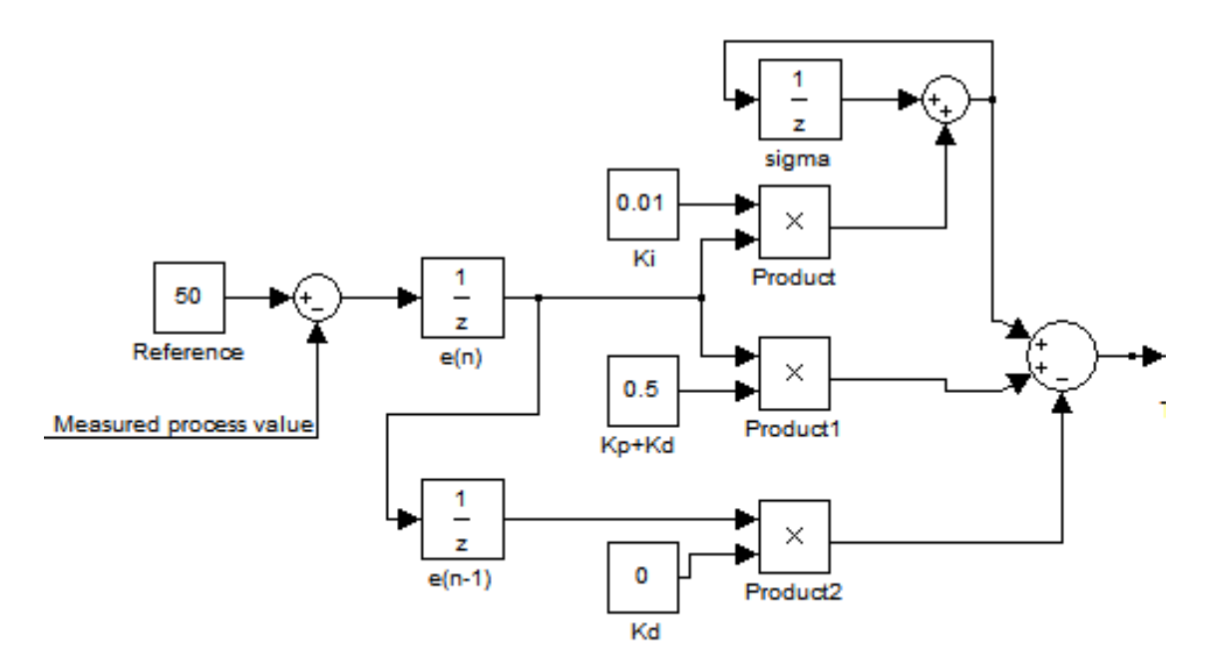 1
z
sigma
0.01
Ki
×
Product
50
Reference
+
−
1
z
e(n)
+
+
0.5
Kp+Kd
×
Product1
Measured process value
+
+
−
1
z
e(n-1)
0
Kd
×
Product2